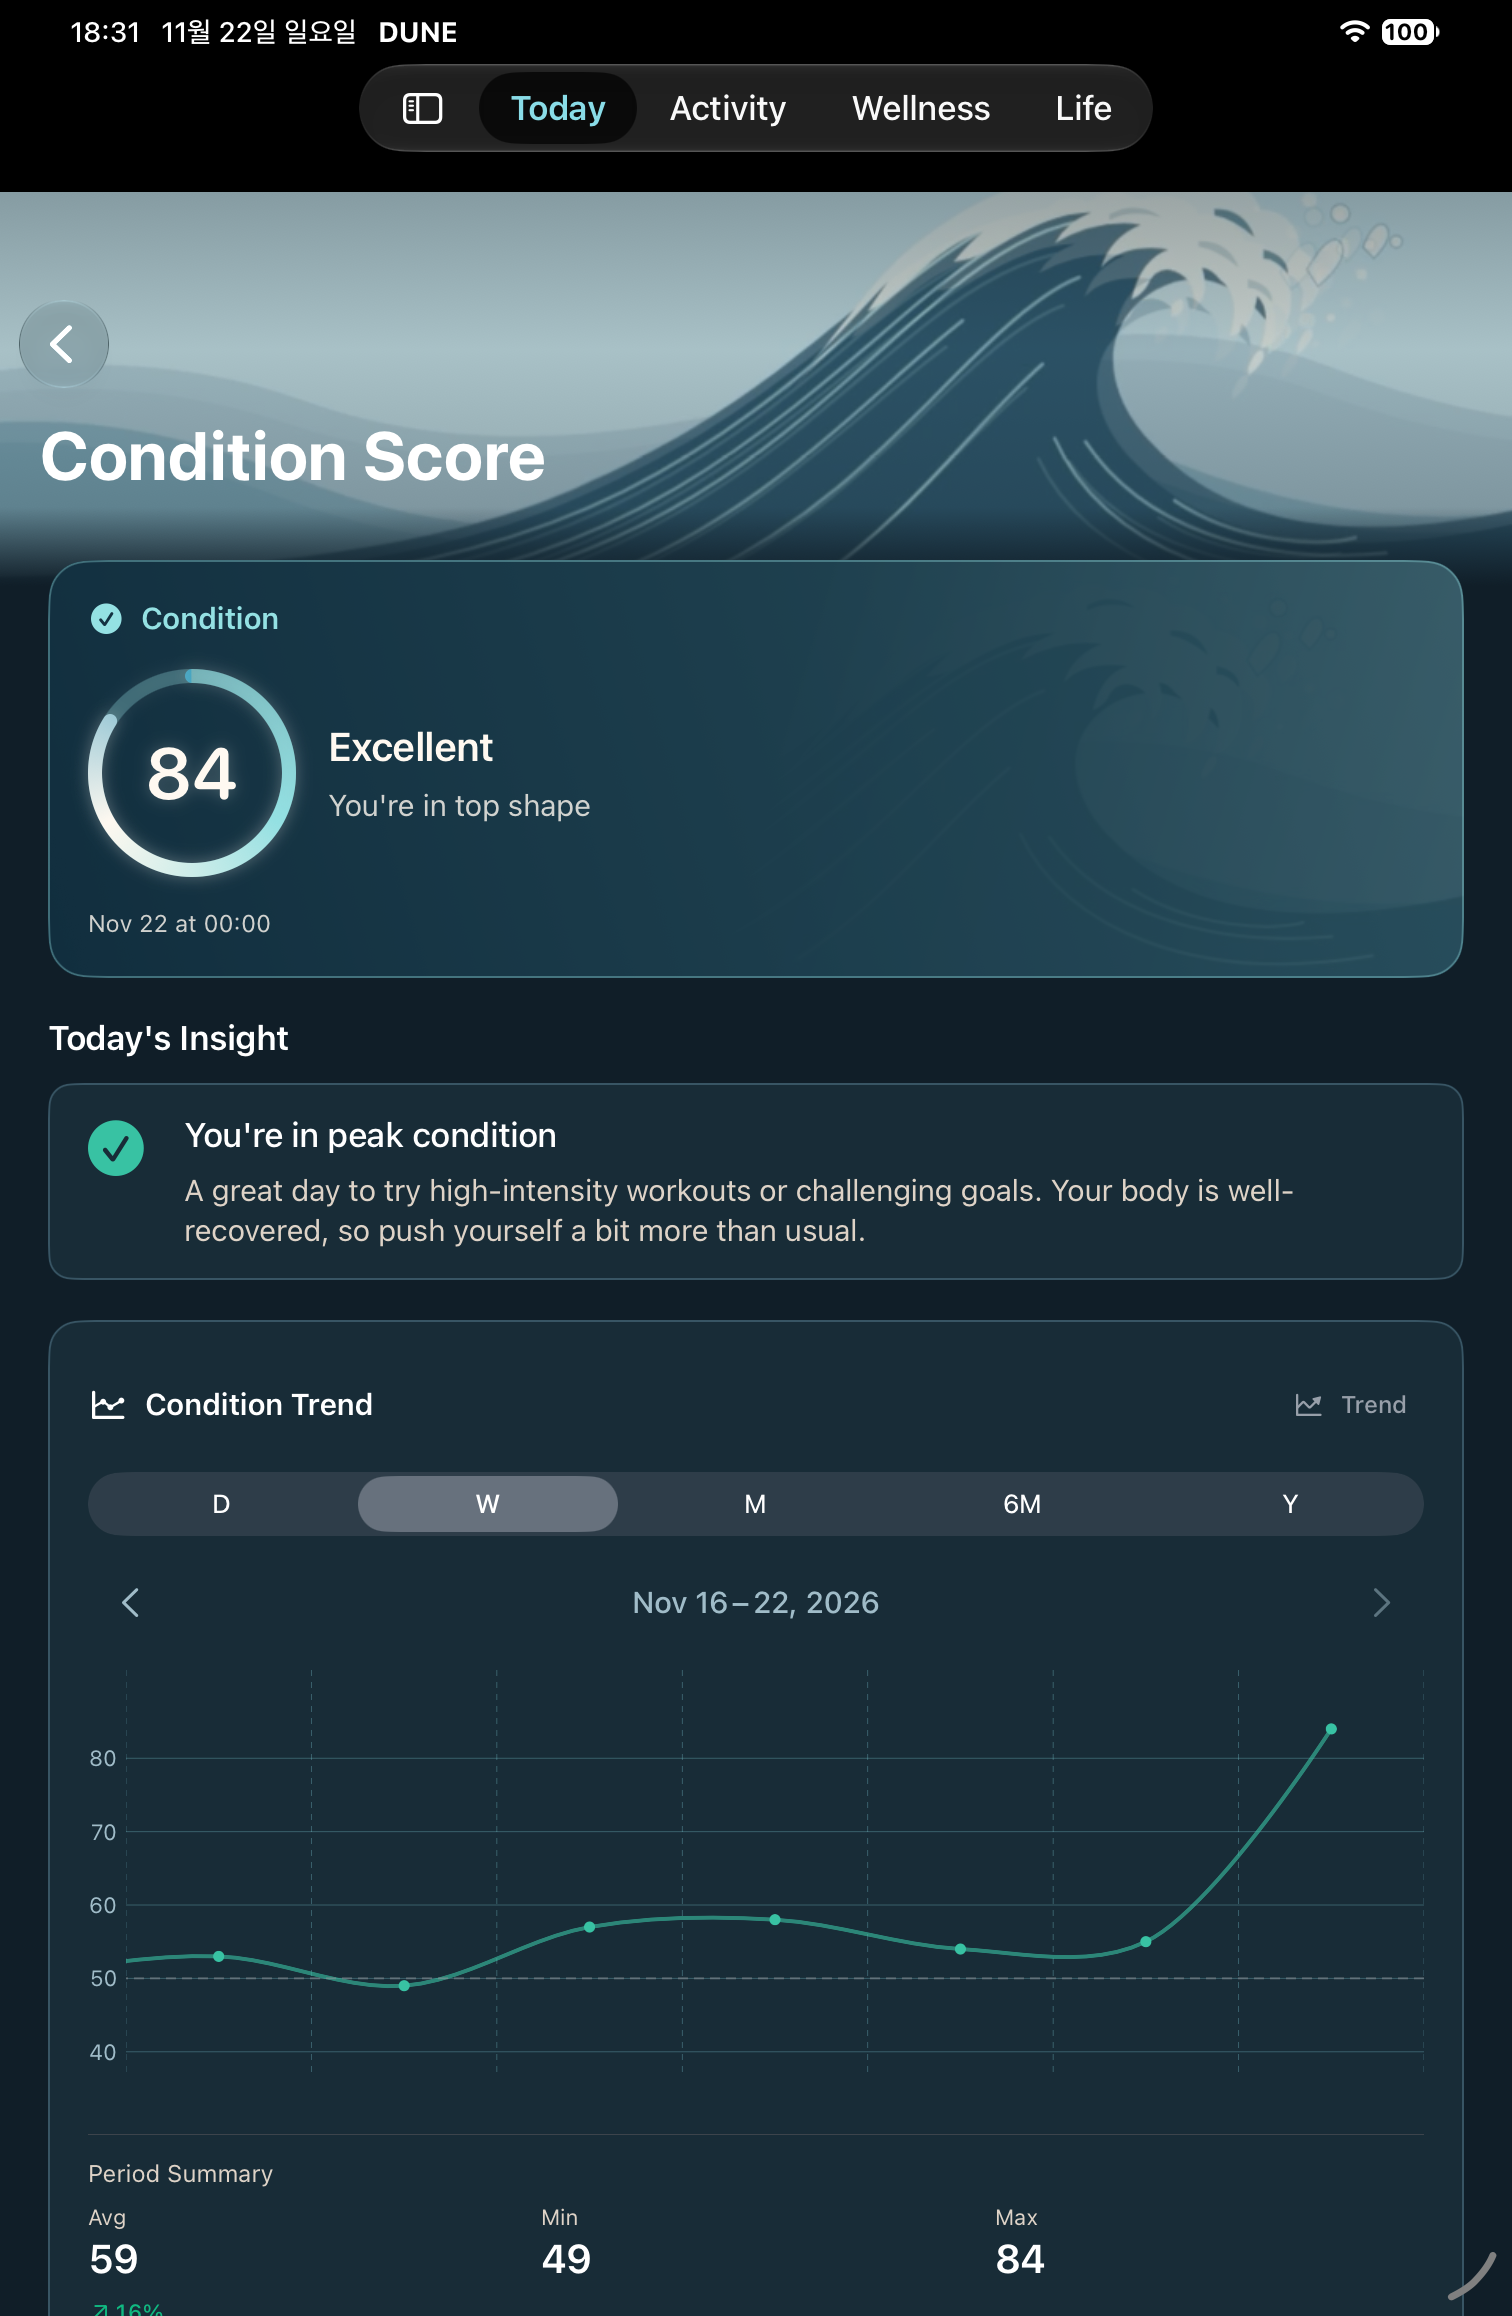 18:31 11월 22일 일요일 DUNE
100
Today Activity Wellness Life
Condition Score
Condition
84
Excellent
You're in top shape
Nov 22 at 00:00
Today's Insight
You're in peak condition
A great day to try high-intensity workouts or challenging goals. Your body is well-
recovered, so push yourself a bit more than usual.
Condition Trend
Trend
D W M 6M Y
Nov 16 – 22, 2026
80
70
60
50
40
Period Summary
Avg Min Max
59 49 84
16%